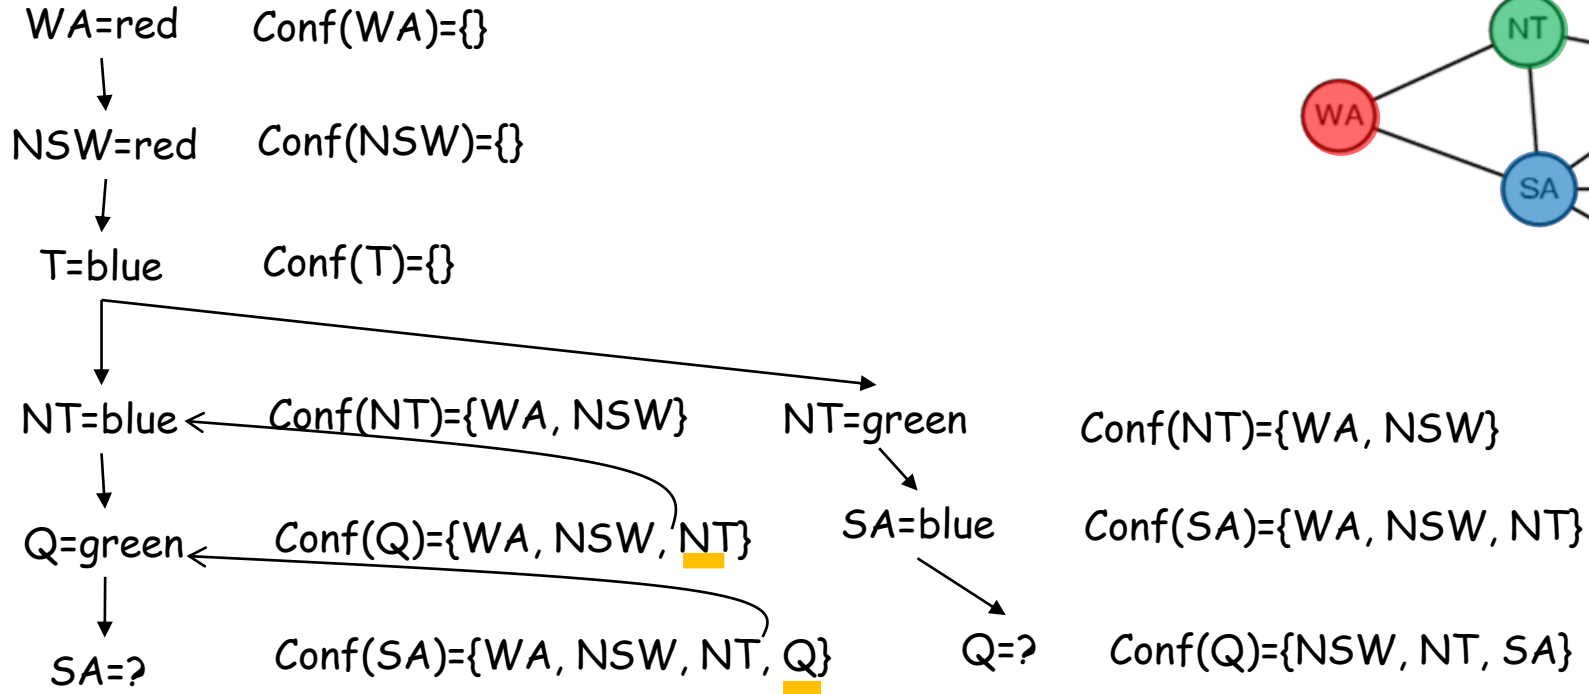 WA=red Conf(WA)={}
NT
WA
NSW=red Conf(NSW)={}
SA
T=blue Conf(T)={}
NT=blue Conf(NT)={WA, NSW} NT=green Conf(NT)={WA, NSW}
Q=green Conf(Q)={WA, NSW, NT} SA=blue Conf(SA)={WA, NSW, NT}
SA=? Conf(SA)={WA, NSW, NT, Q} Q=? Conf(Q)={NSW, NT, SA}